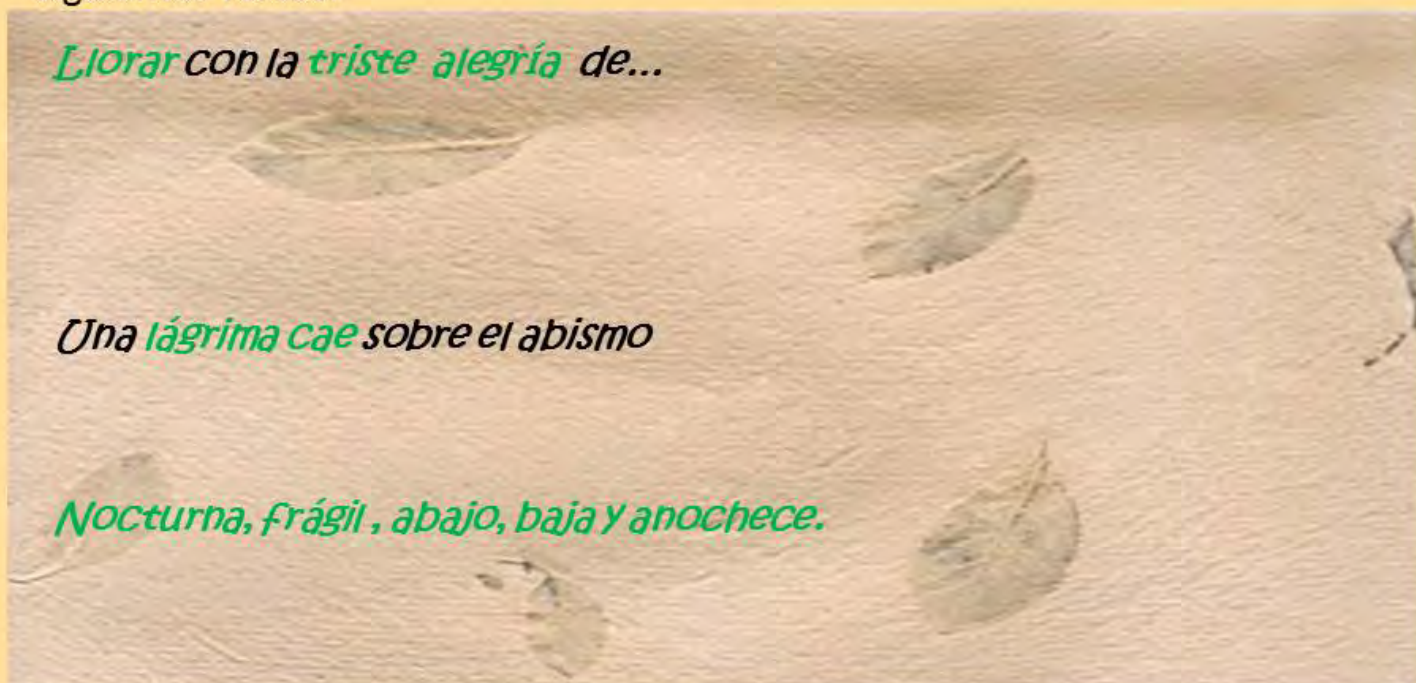 Llorar con la triste alegría de...
Una lágrima cae sobre el abismo
Nocturna, frágil , abajo, baja y anochece.